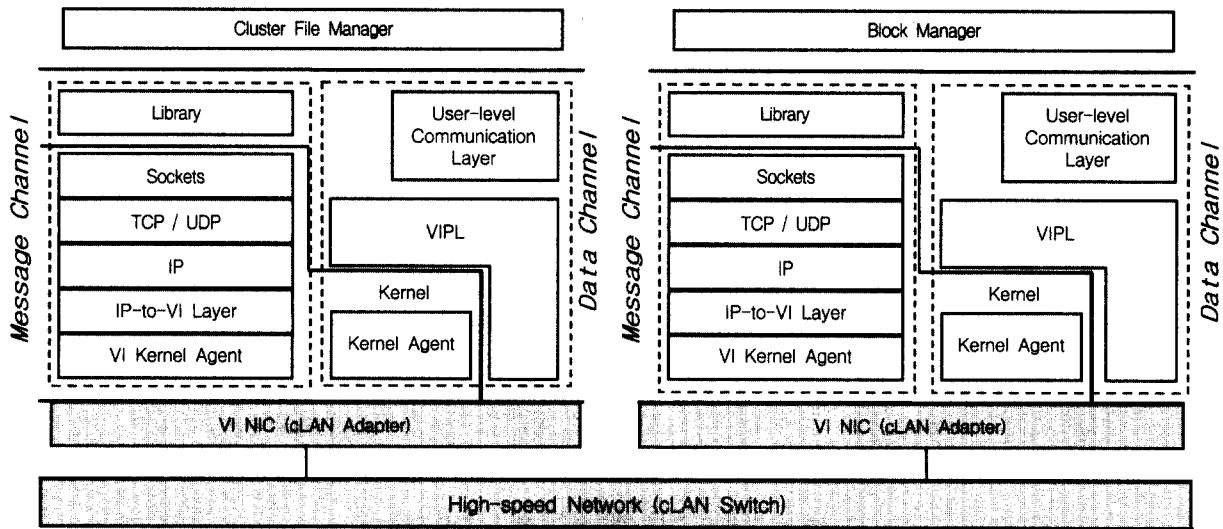 Cluster File Manager
Message Channel
Library
Sockets
TCP / UDP
IP
IP-to-VI Layer
VI Kernel Agent
User-level
Communication
Layer
VIPL
Kernel
Kernel Agent
Data Channel
VI NIC (cLAN Adapter)
Block Manager
Message Channel
Library
Sockets
TCP / UDP
IP
IP-to-VI Layer
VI Kernel Agent
User-level
Communication
Layer
VIPL
Kernel
Kernel Agent
Data Channel
VI NIC (cLAN Adapter)
High-speed Network (cLAN Switch)